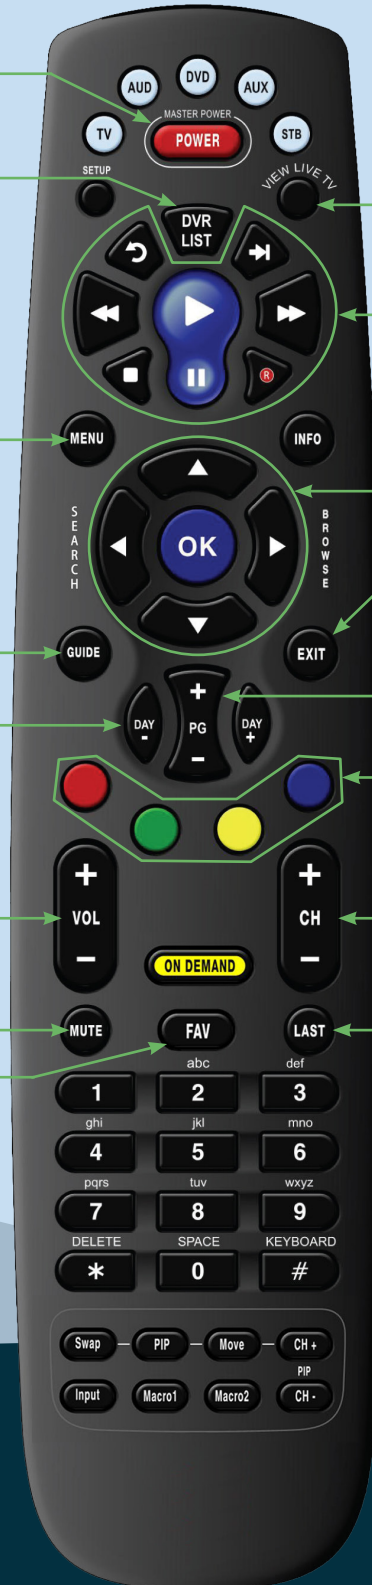 AUD DVD AUX
MASTER POWER
TV POWER STB
SETUP VIEW LIVE TV
DVR
LIST
R
MENU INFO
SEARCH OK BROWSE
GUIDE EXIT
DAY
-
+
PG
-
DAY
+
+
VOL
-
+
CH
-
ON DEMAND
MUTE FAV LAST
abc def
1 2 3
ghi jkl mno
4 5 6
pqrs tuv wxyz
7 8 9
DELETE SPACE KEYBOARD
* 0 #
Swap PIP Move CH +
PIP
Input Macro1 Macro2 CH -